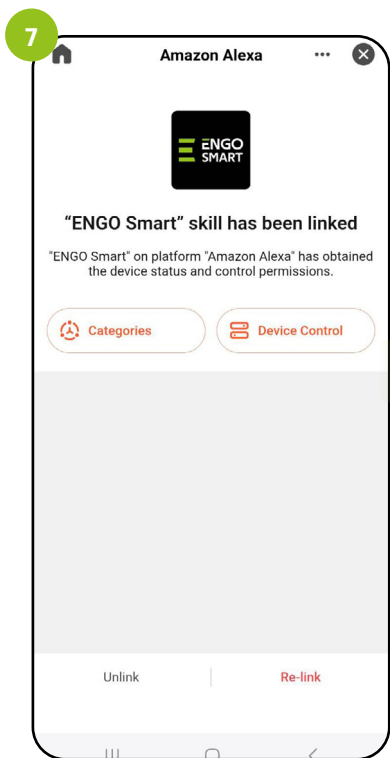 7
Amazon Alexa
ENGO
SMART
“ENGO Smart” skill has been linked
"ENGO Smart" on platform "Amazon Alexa" has obtained
the device status and control permissions.
Categories
Device Control
Unlink
Re-link